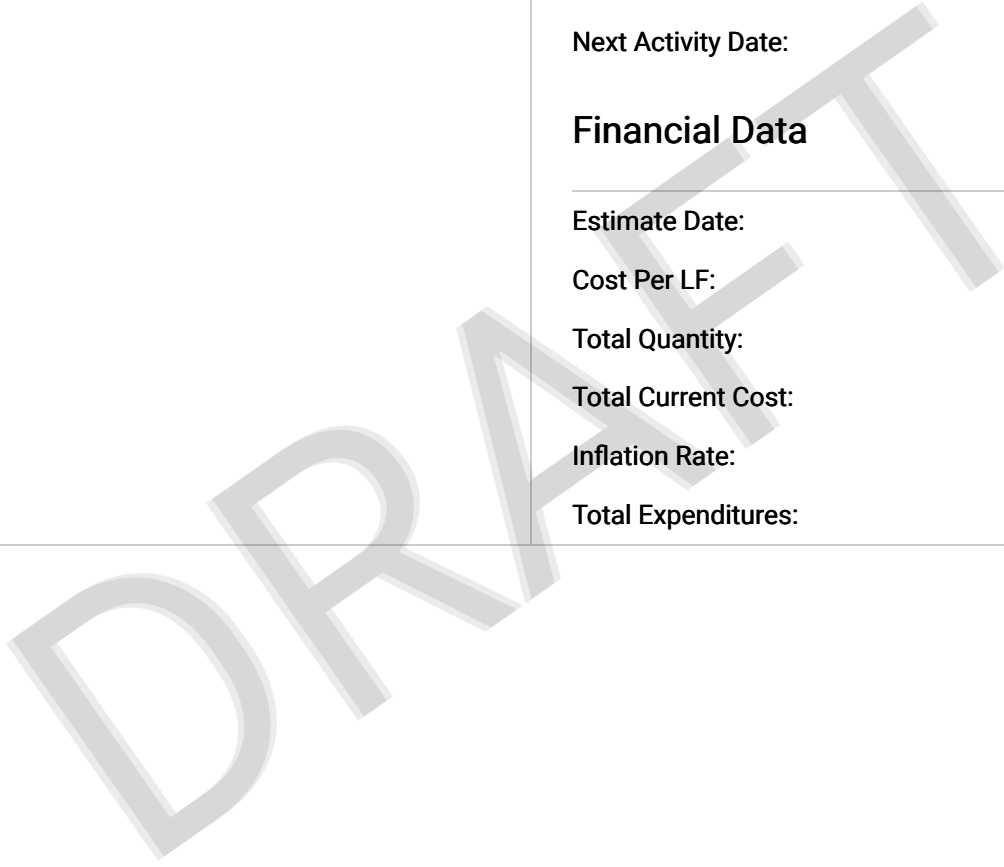 Next Activity Date:
Financial Data
Estimate Date:
Cost Per LF:
Total Quantity:
Total Current Cost:
Inflation Rate:
Total Expenditures:
DRAFT